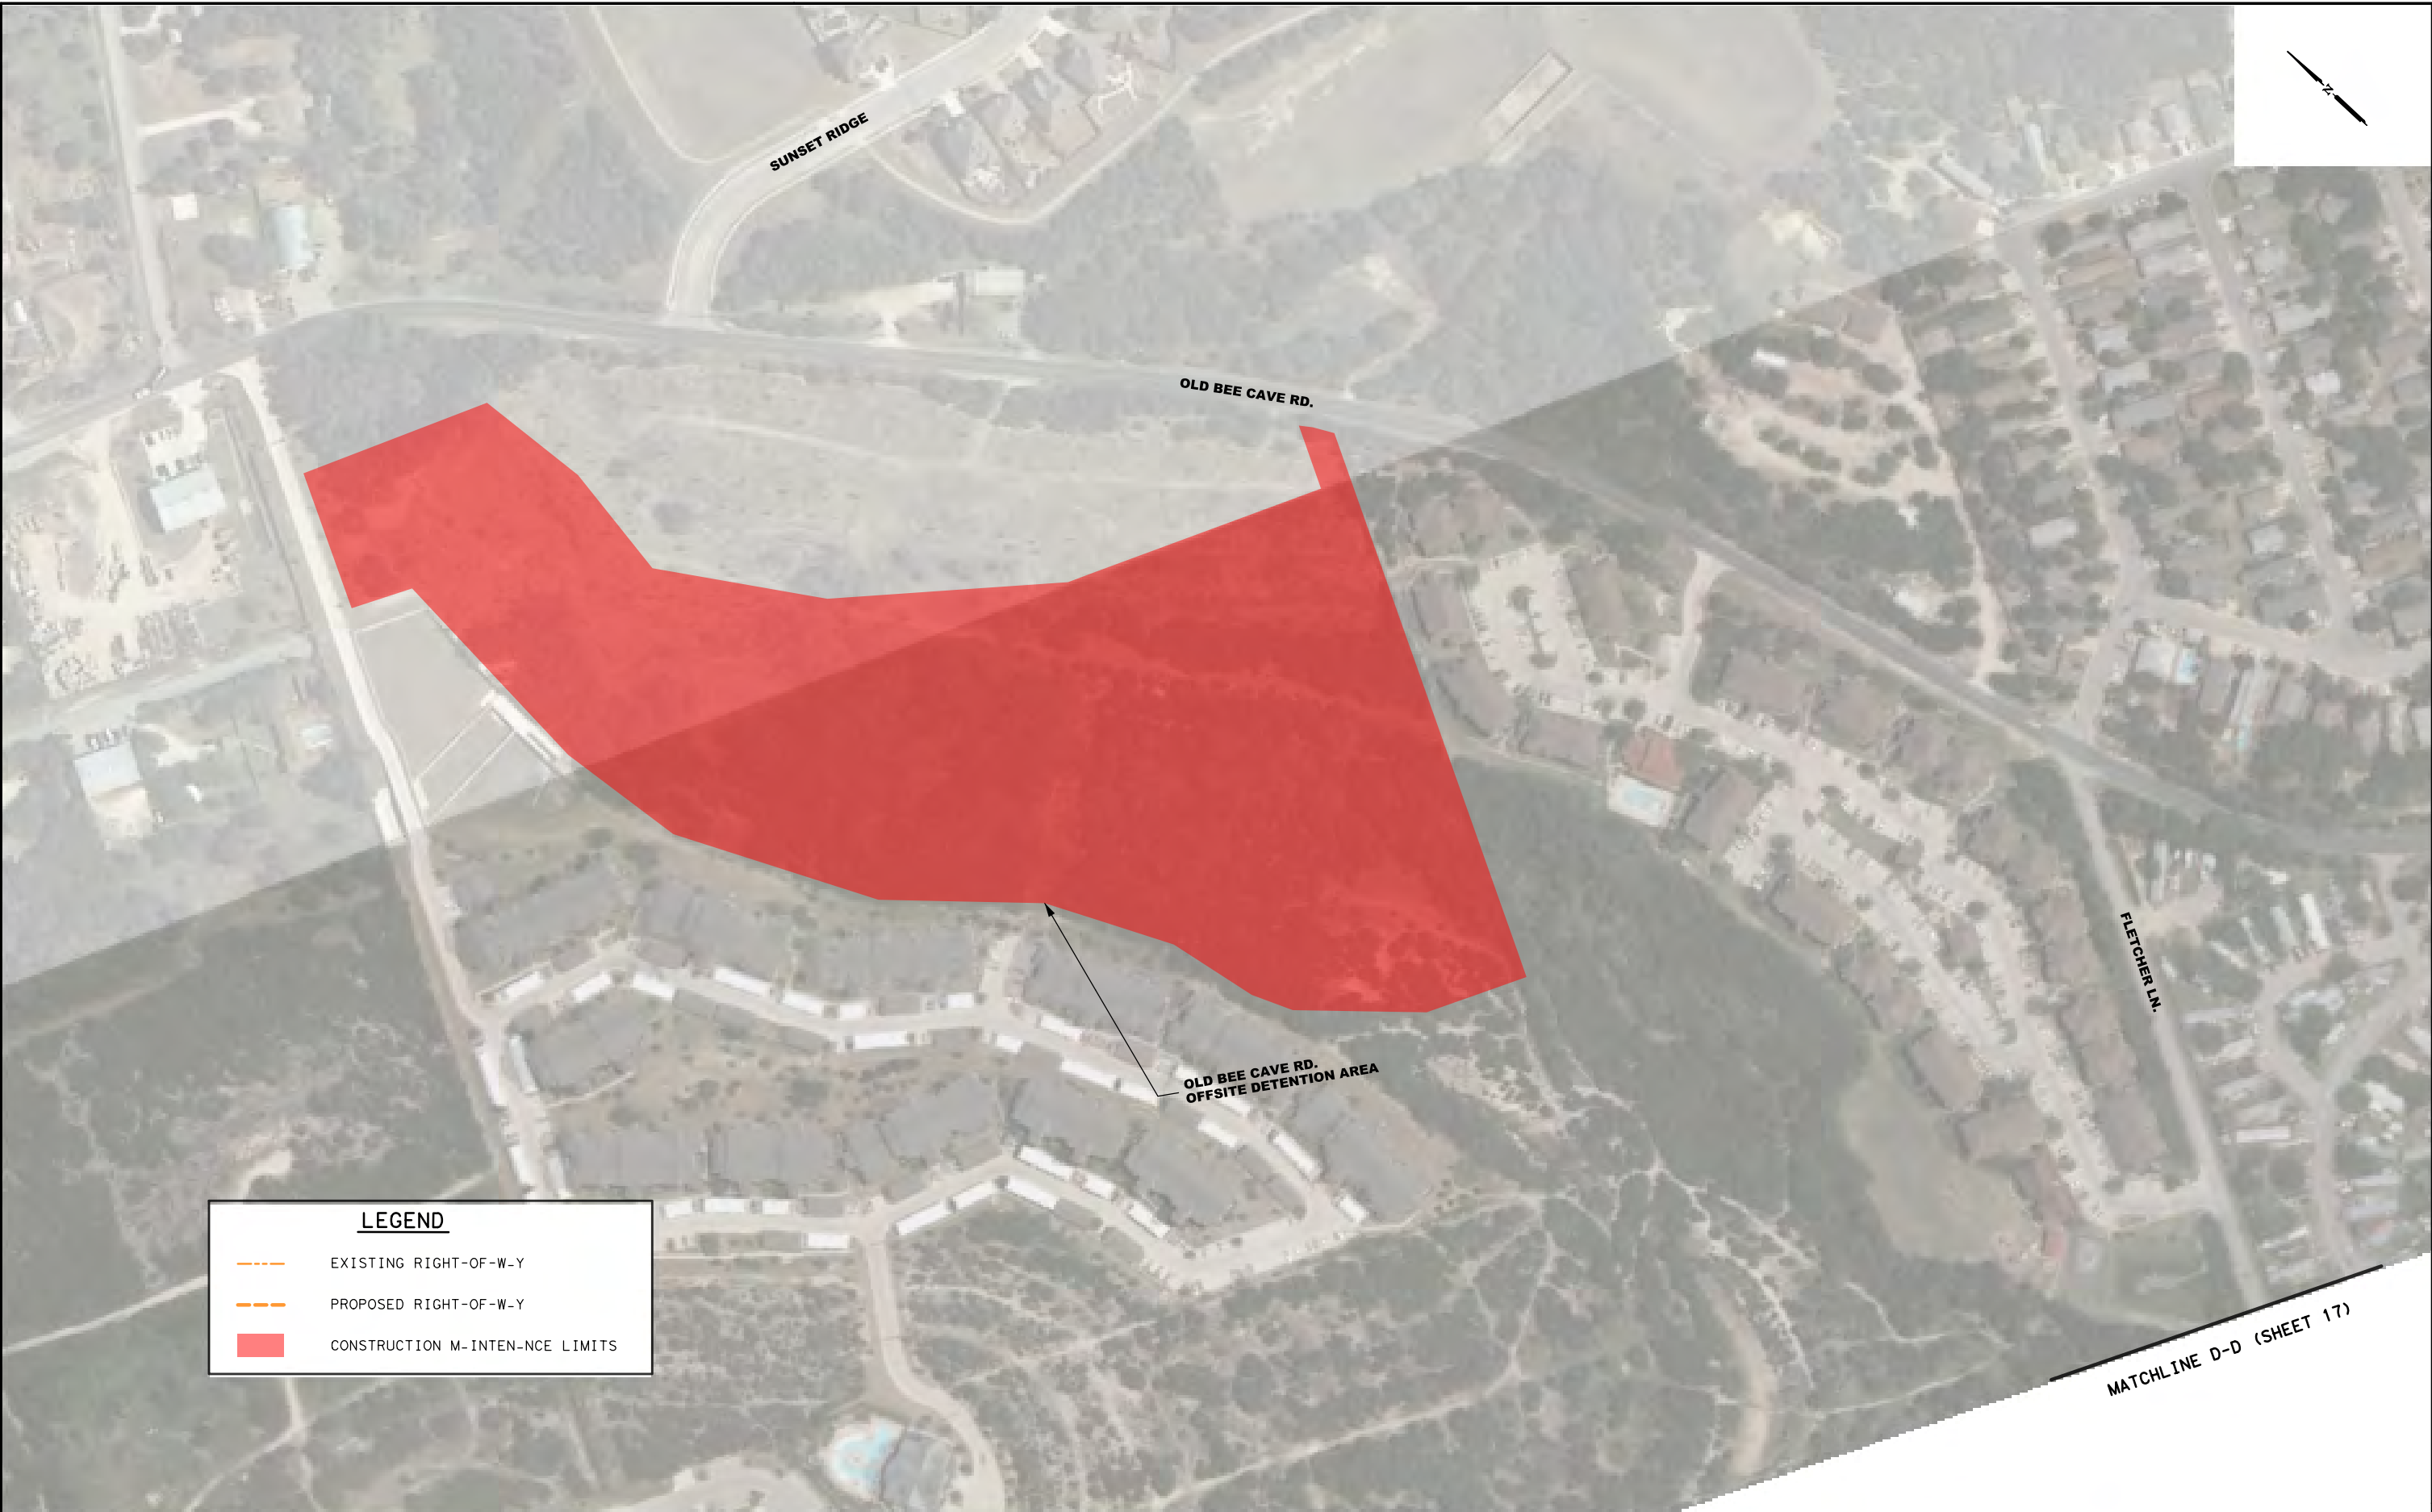 N
SUNSET RIDGE
OLD BEE CAVE RD.
FLETCHER LN.
OLD BEE CAVE RD.
OFFSITE DETENTION AREA
LEGEND
EXISTING RIGHT-OF-W-Y
PROPOSED RIGHT-OF-W-Y
CONSTRUCTION M-INTEN-NCE LIMITS
MATCHLINE D-D (SHEET 17)